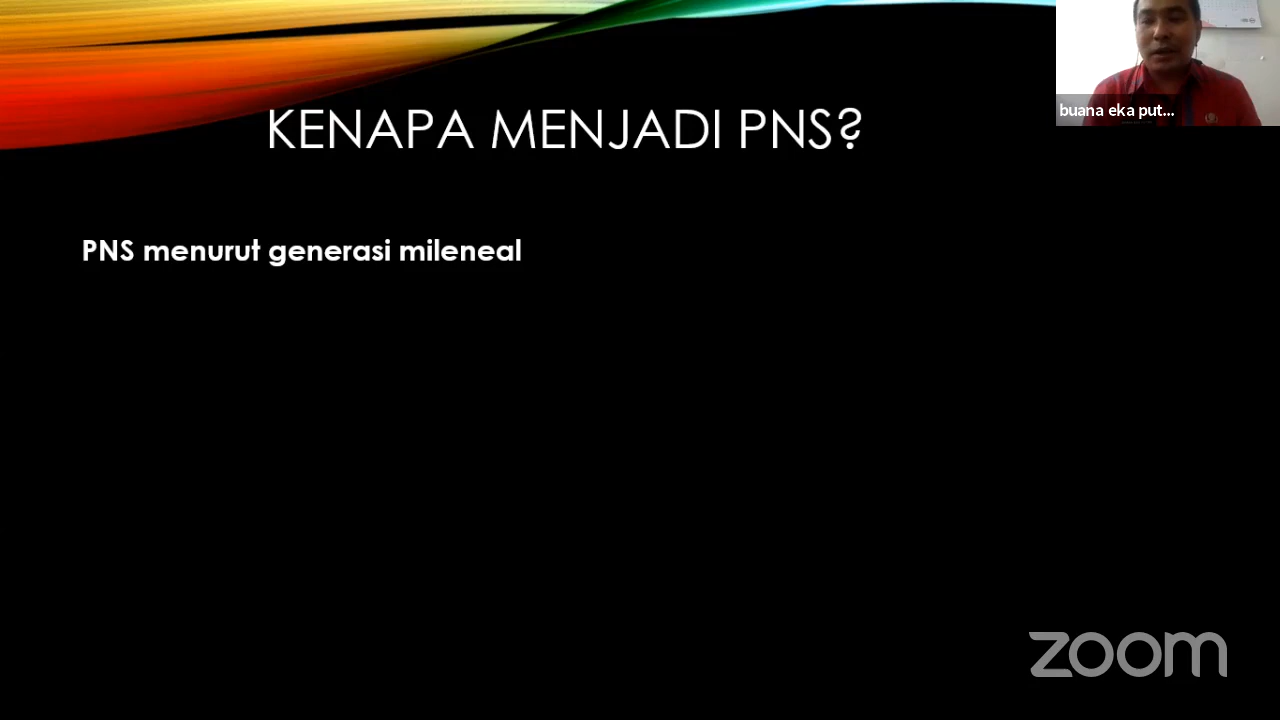 KENAPA MENJADI PNS?
buana eka put...
PNS menurut generasi mileneal
zoom